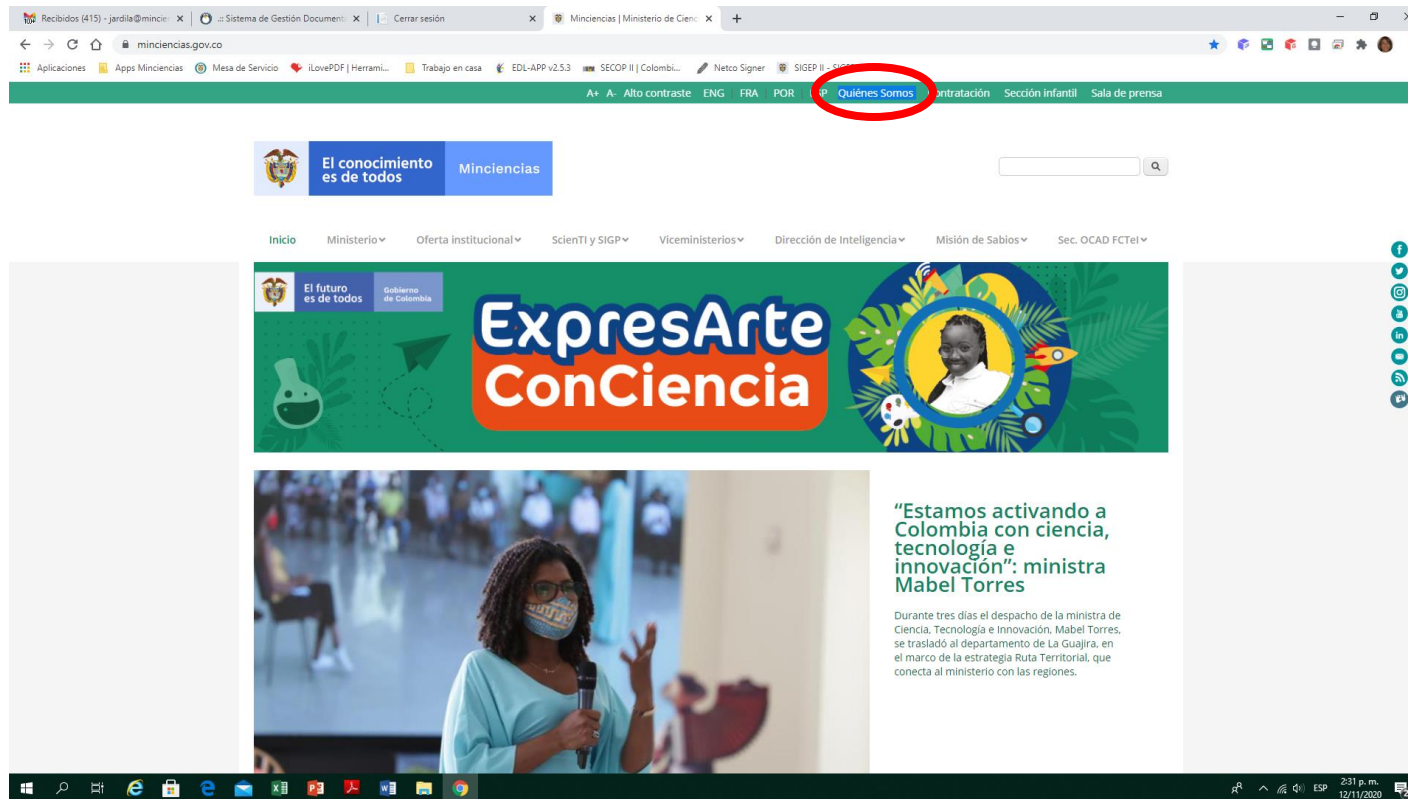 Recibidos (415) - jardila@mincie
.:: Sistema de Gestión Document
Cerrar sesión
Minciencias | Ministerio de Cienc
minciencias.gov.co
Aplicaciones Apps Minciencias Mesa de Servicio iLovePDF | Herrami... Trabajo en casa EDL-APP v2.5.3 SECOP II | Colombi... Netco Signer SIGEP II -
A+ A- Alto contraste ENG FRA POR Quiénes Somos Contratación Sección infantil Sala de prensa
El conocimiento
es de todos
Minciencias
Inicio Ministerio Oferta institucional ScienTI y SIGP Viceministerios Dirección de Inteligencia Misión de Sabios Sec. OCAD FCTeI
El futuro
es de todos
Gobierno
de Colombia
ExpresArte
ConCiencia
“Estamos activando a
Colombia con ciencia,
tecnología e
innovación”: ministra
Mabel Torres
Durante tres días el despacho de la ministra de
Ciencia, Tecnología e Innovación, Mabel Torres,
se trasladó al departamento de La Guajira, en
el marco de la estrategia Ruta Territorial, que
conecta al ministerio con las regiones.
ESP
2:31 p. m.
12/11/2020